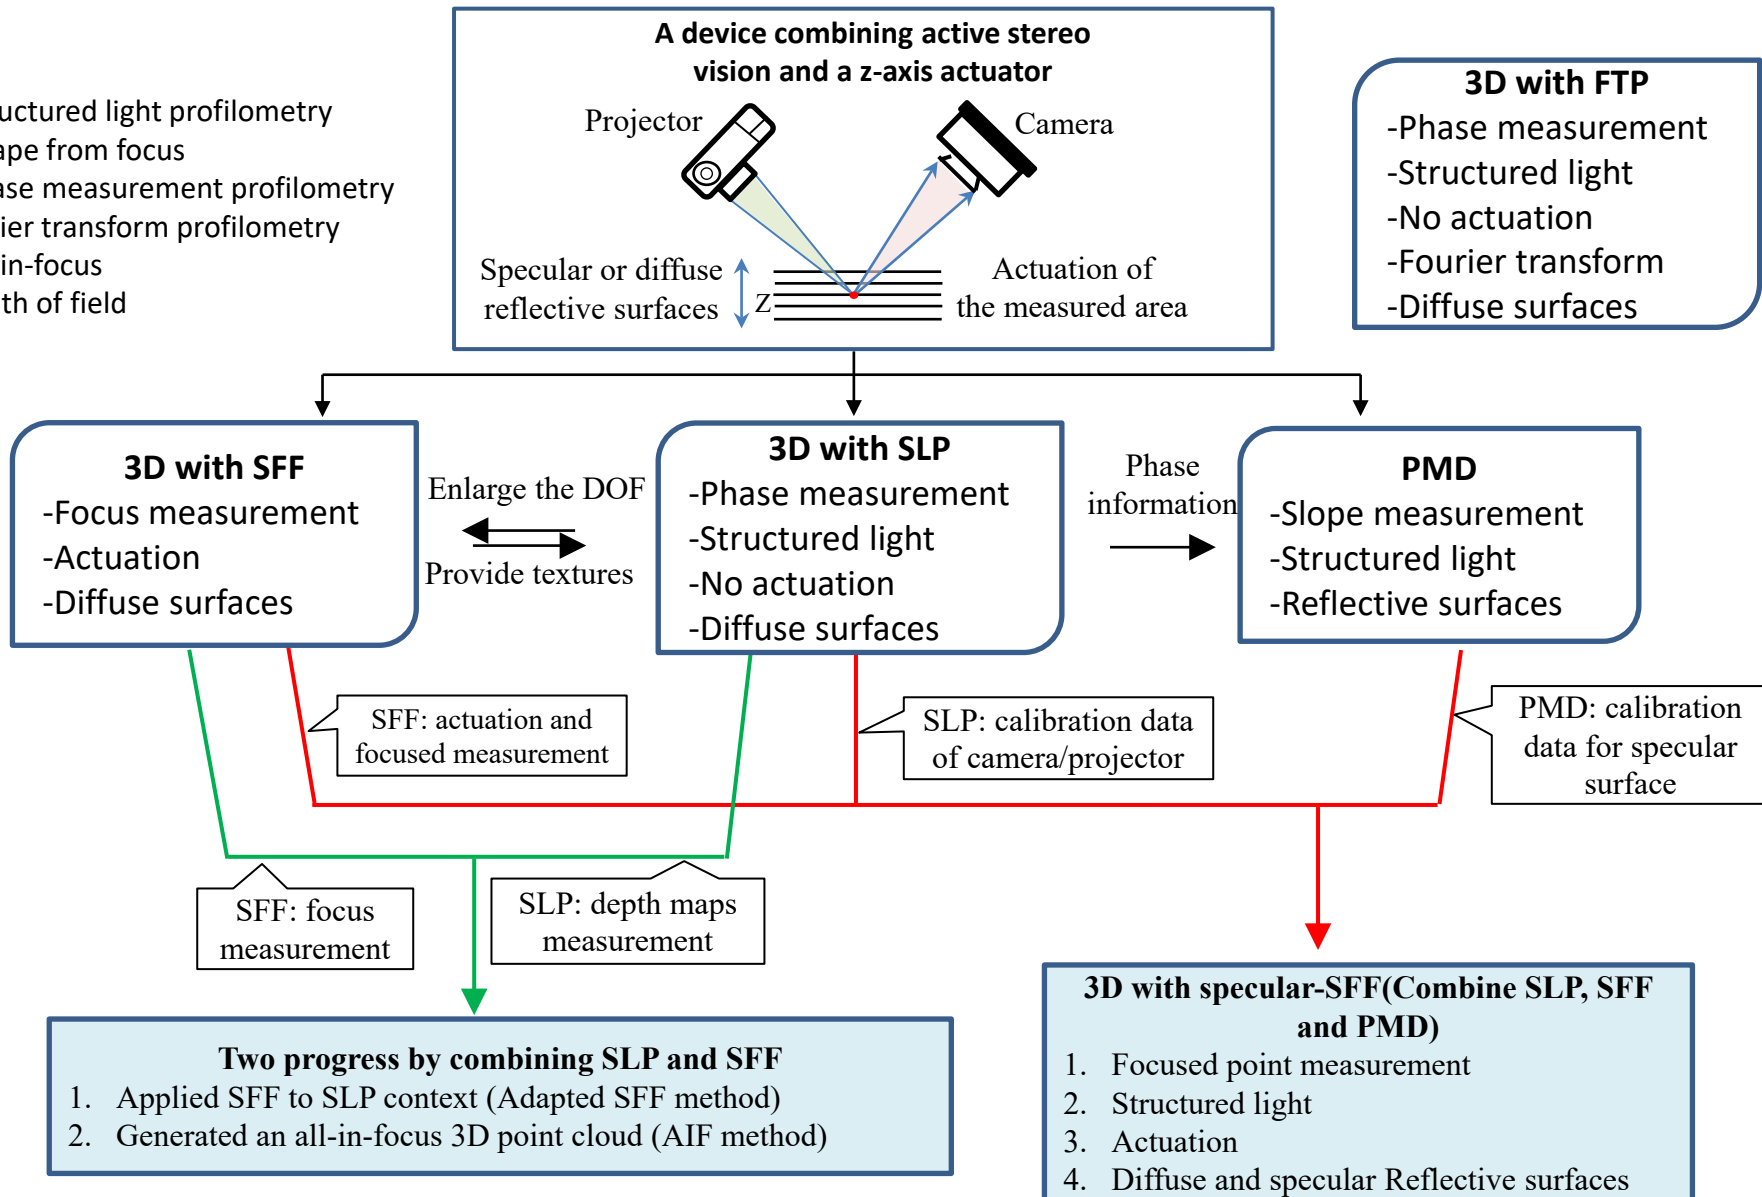 A device combining active stereo
vision and a z-axis actuator
Projector
Camera
Specular or diffuse
reflective surfaces
Z
Actuation of
the measured area
3D with FTP
-Phase measurement
-Structured light
-No actuation
-Fourier transform
-Diffuse surfaces
light profilometry
from focus
measurement profilometry
transform profilometry
in-focus
of field
3D with SFF
-Focus measurement
-Actuation
-Diffuse surfaces
Enlarge the DOF
Provide textures
3D with SLP
-Phase measurement
-Structured light
-No actuation
-Diffuse surfaces
Phase
information
PMD
-Slope measurement
-Structured light
-Reflective surfaces
SFF: actuation and
focused measurement
SLP: calibration data
of camera/projector
PMD: calibration
data for specular
surface
SFF: focus
measurement
SLP: depth maps
measurement
Two progress by combining SLP and SFF
1. Applied SFF to SLP context (Adapted SFF method)
2. Generated an all-in-focus 3D point cloud (AIF method)
3D with specular-SFF(Combine SLP, SFF
and PMD)
1. Focused point measurement
2. Structured light
3. Actuation
4. Diffuse and specular Reflective surfaces